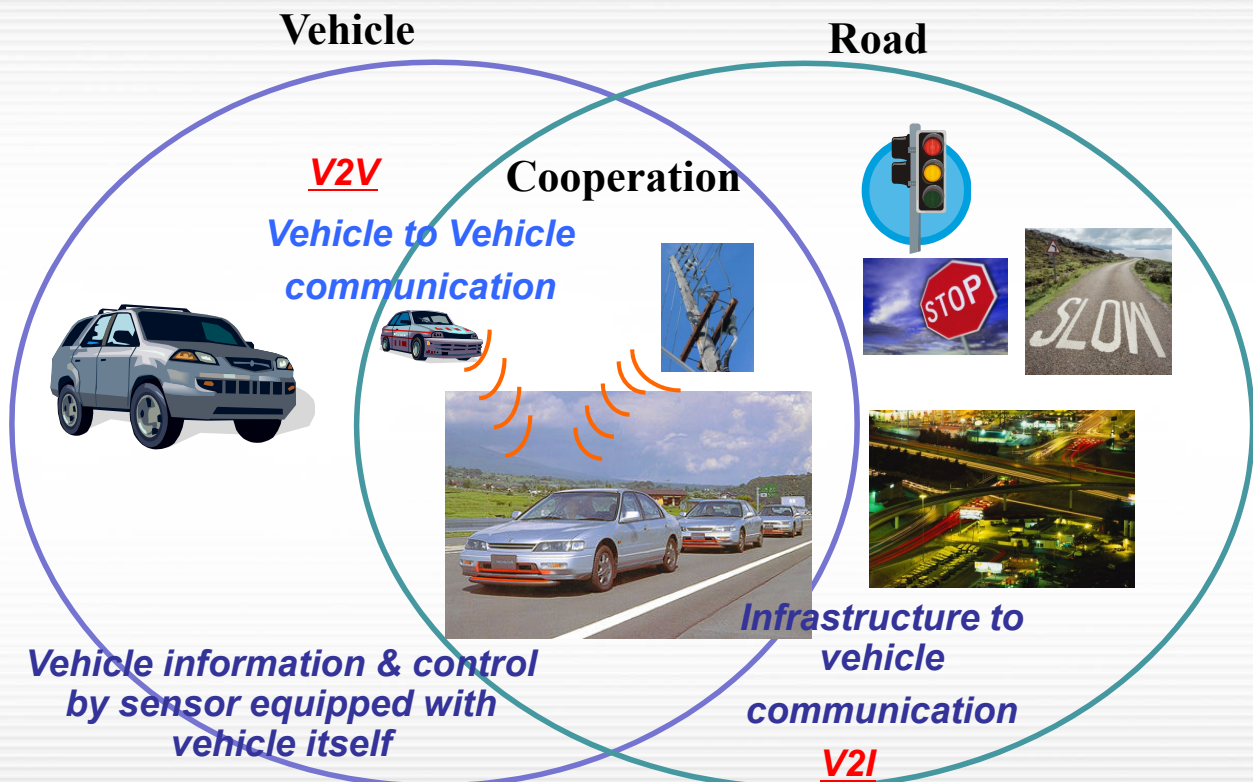 Vehicle
Road
V2V
Cooperation
Vehicle to Vehicle
communication
STOP
SLOW
Infrastructure to
vehicle
communication
V2I
Vehicle information & control
by sensor equipped with
vehicle itself